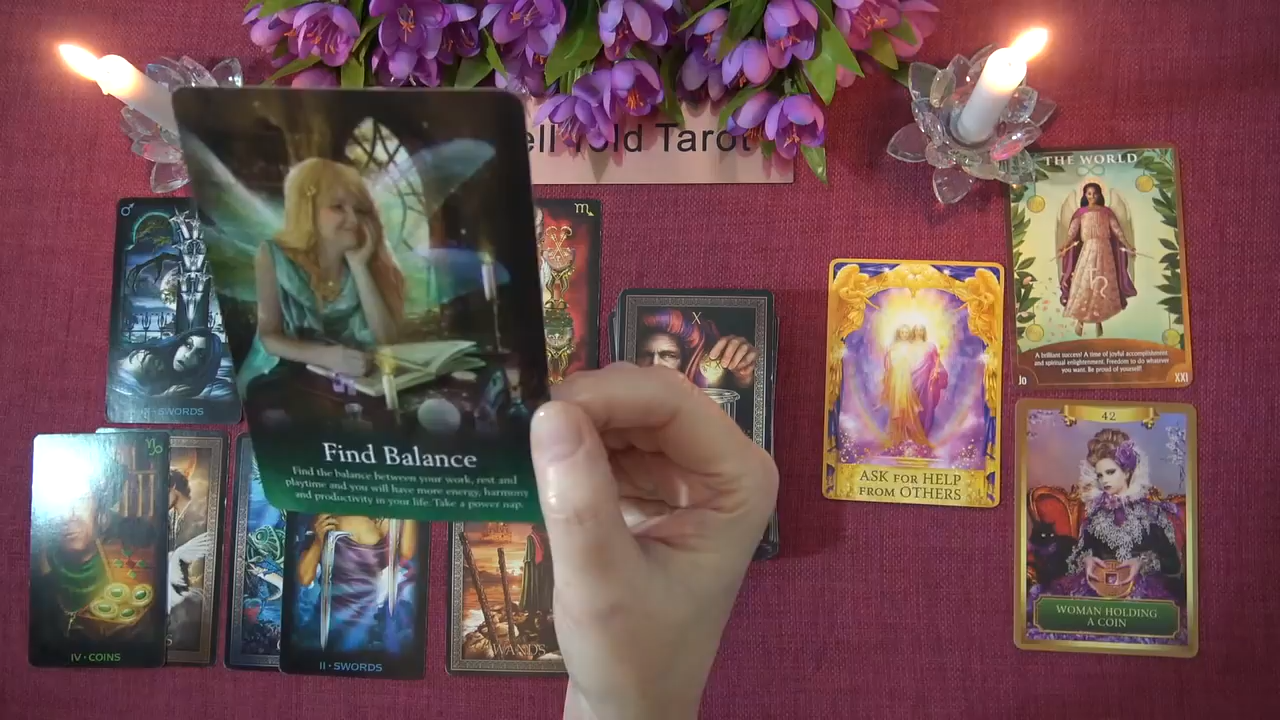 ell Told Tarot
THE WORLD
A brilliant success! A time of joyful accomplishment
and spiritual enlightenment. Freedom to do whatever
you want. Be proud of yourself!
Jo
XXI
X
- SWORDS
Find Balance
Find the balance between your work, rest and
playtime and you will have more energy, harmony
and productivity in your life. Take a power nap.
ASK for HELP
from OTHERS
42
WOMAN HOLDING
A COIN
IV · COINS
S
II · SWORDS
WANDS